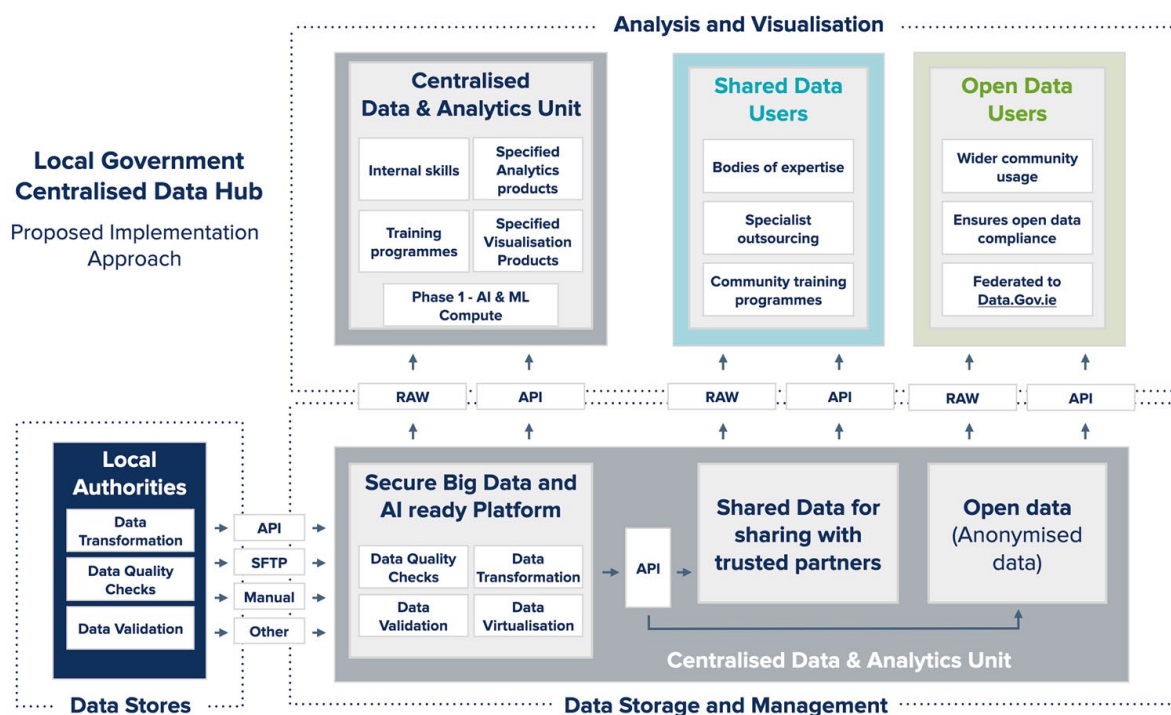 Analysis and Visualisation
Local Government
Centralised Data Hub
Proposed Implementation
Approach
Centralised
Data & Analytics Unit
Internal skills
Specified
Analytics
products
Training
programmes
Specified
Visualisation
Products
Phase 1 - AI & ML
Compute
Shared Data
Users
Bodies of expertise
Specialist
outsourcing
Community training
programmes
Open Data
Users
Wider community
usage
Ensures open data
compliance
Federated to
Data.Gov.ie
RAW
API
RAW
API
RAW
API
Local
Authorities
Data
Transformation
Data Quality
Checks
Data Validation
API
SFTP
Manual
Other
Secure Big Data and
AI ready Platform
Data Quality
Checks
Data
Transformation
Data
Validation
Data
Virtualisation
API
Shared Data for
sharing with
trusted partners
Open data
(Anonymised
data)
Centralised Data & Analytics Unit
Data Stores
Data Storage and Management